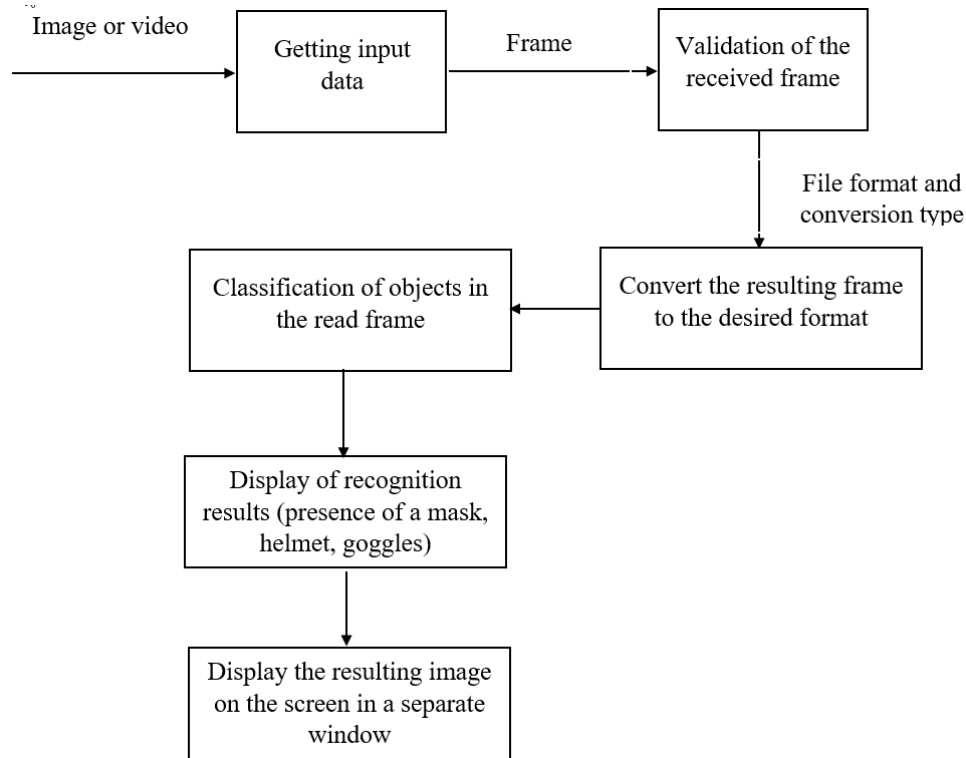 Image or video
Getting input
data
Frame
Validation of the
received frame
File format and
conversion type
Convert the resulting frame
to the desired format
Classification of objects in
the read frame
Display of recognition
results (presence of a mask,
helmet, goggles)
Display the resulting image
on the screen in a separate
window